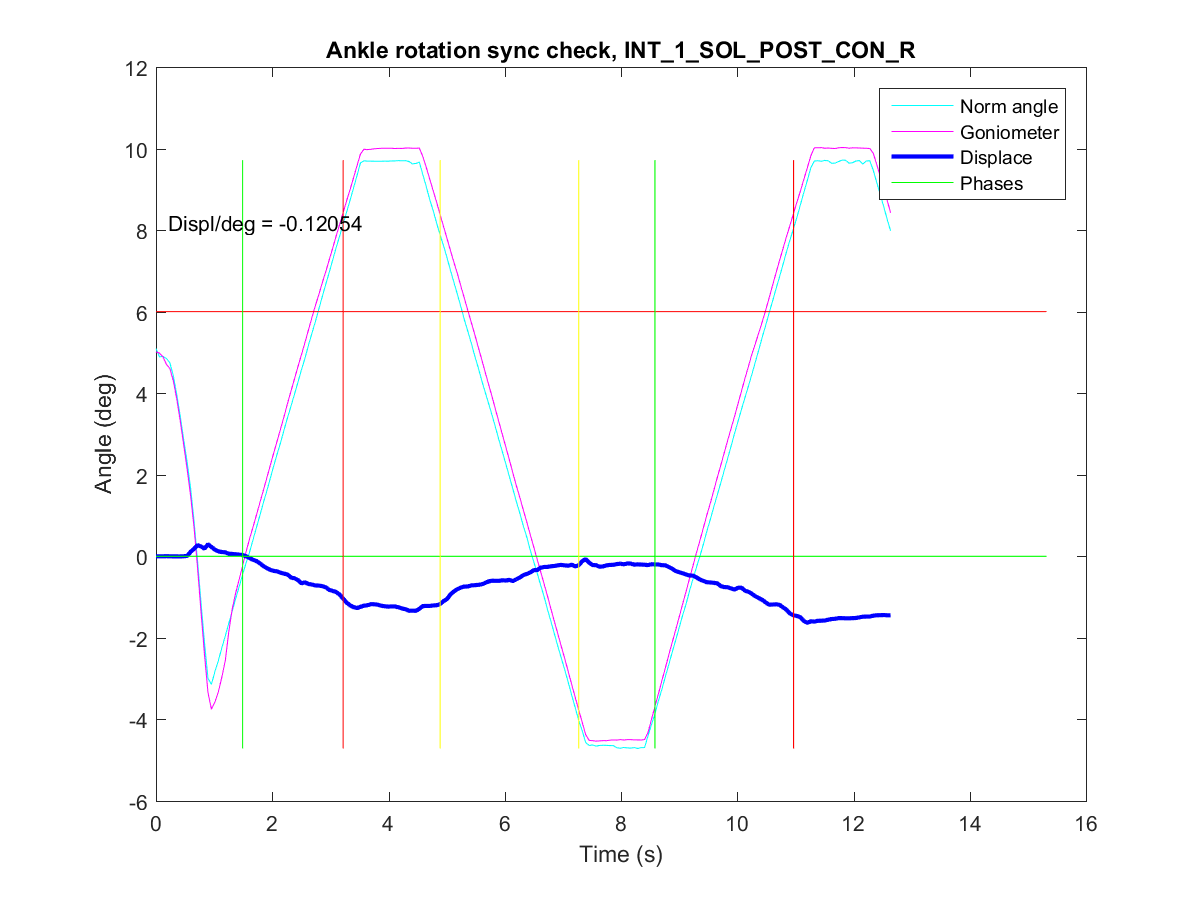 Ankle rotation sync check, INT_1_SOL_POST_CON_R
12
10
8
6
4
2
0
-2
-4
-6
Angle (deg)
Displ/deg = -0.12054
Norm angle
Goniometer
Displace
Phases
0 2 4 6 8 10 12 14 16
Time (s)